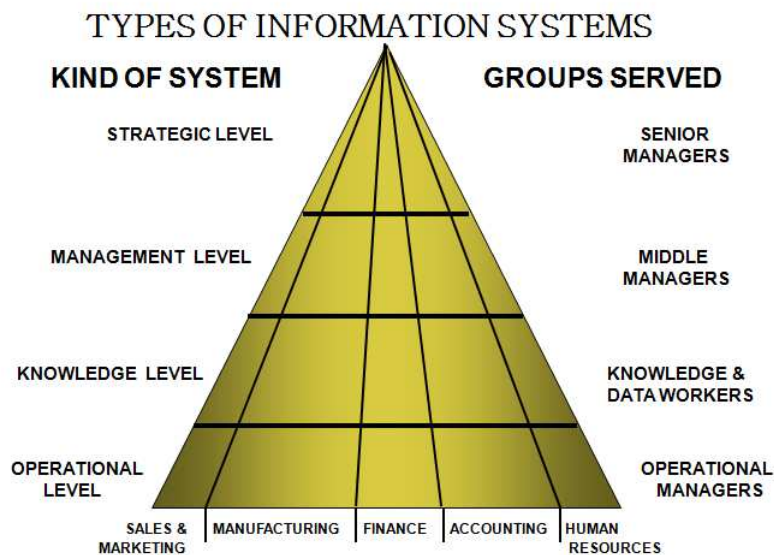 TYPES OF INFORMATION SYSTEMS
KIND OF SYSTEM
GROUPS SERVED
STRATEGIC LEVEL
SENIOR
MANAGERS
MANAGEMENT LEVEL
MIDDLE
MANAGERS
KNOWLEDGE LEVEL
KNOWLEDGE &
DATA WORKERS
OPERATIONAL
LEVEL
OPERATIONAL
MANAGERS
SALES &
MARKETING
MANUFACTURING
FINANCE
ACCOUNTING
HUMAN
RESOURCES